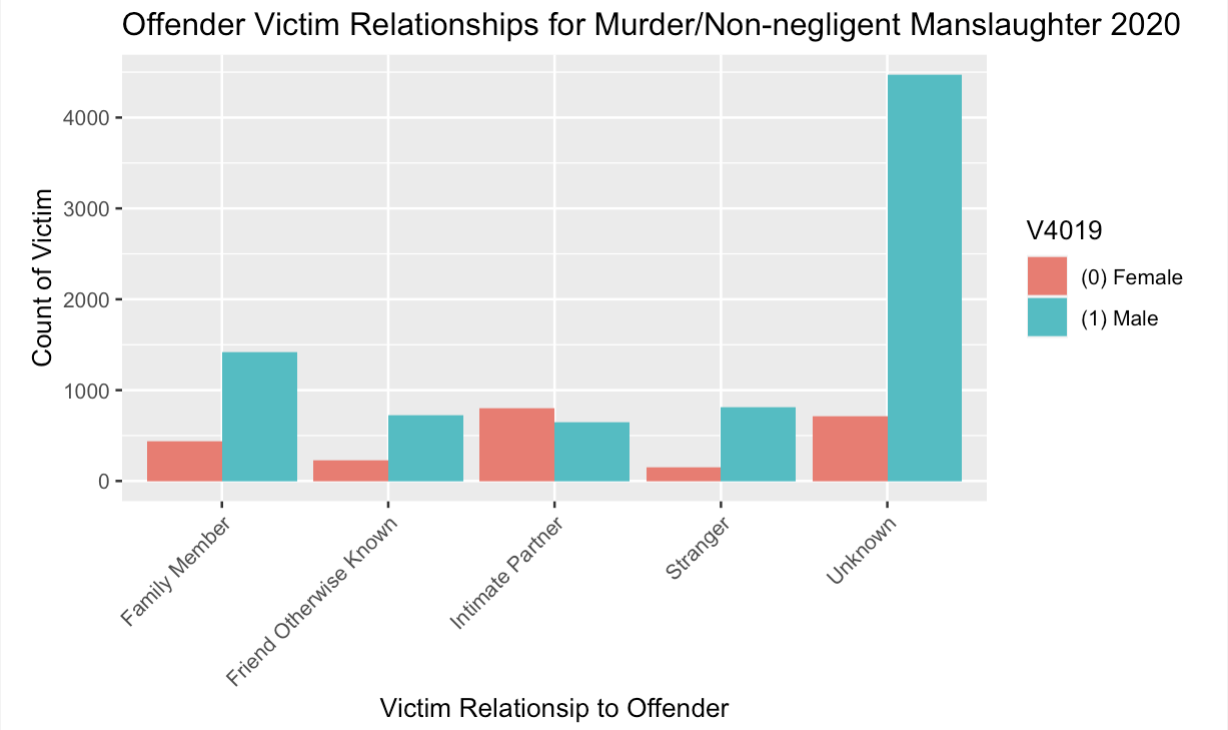 Offender Victim Relationships for Murder/Non-negligent Manslaughter 2020
Count of Victim
4000
3000
2000
1000
0
Family Member
Friend Otherwise Known
Intimate Partner
Stranger
Unknown
Victim Relationsip to Offender
V4019
(0) Female
(1) Male